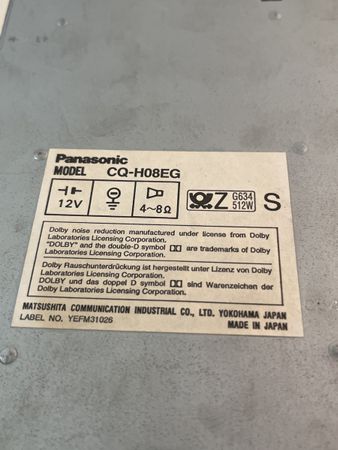 Panasonic
MODEL CQ-H08EG
12V
4~8Ω
Z G634 512W S
Dolby noise reduction manufactured under license from Dolby
Laboratories Licensing Corporation.
"DOLBY" and the double-D symbol are trademarks of Dolby
Laboratories Licensing Corporation.
Dolby Rauschunterdrückung ist hergestellt unter Lizenz von Dolby
Laboratories Licensing Corporation.
DOLBY und das doppel D symbol sind Warenzeichen der
Dolby Laboratories Licensing Corporation.
MATSUSHITA COMMUNICATION INDUSTRIAL CO., LTD. YOKOHAMA JAPAN
LABEL NO. YEFM31026 MADE IN JAPAN